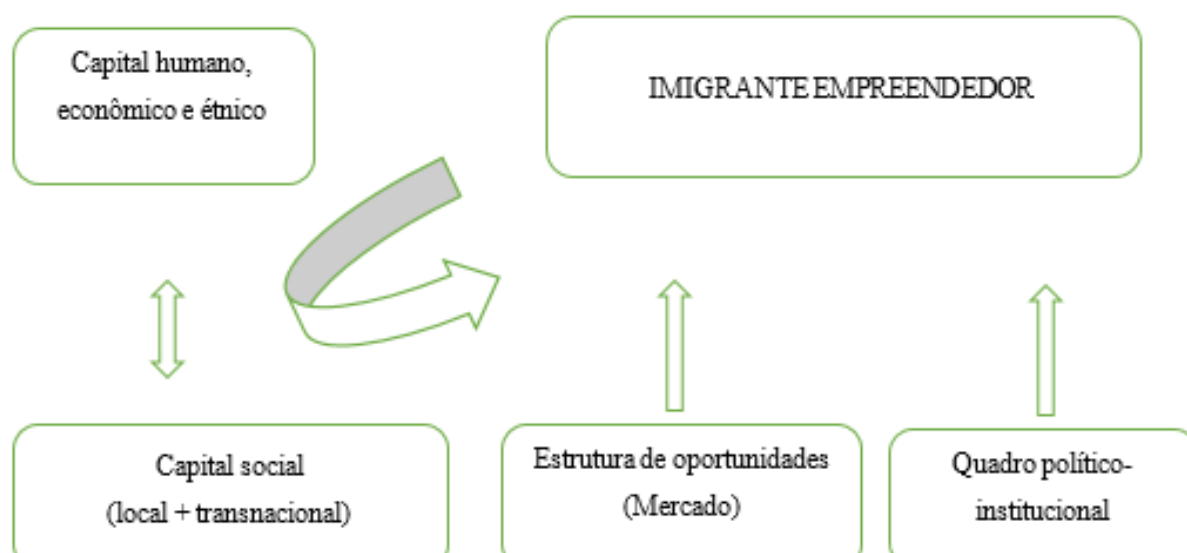 Capital humano,
econômico e étnico
IMIGRANTE EMPREENDEDOR
Capital social
(local + transnacional)
Estrutura de oportunidades
(Mercado)
Quadro político-
institucional